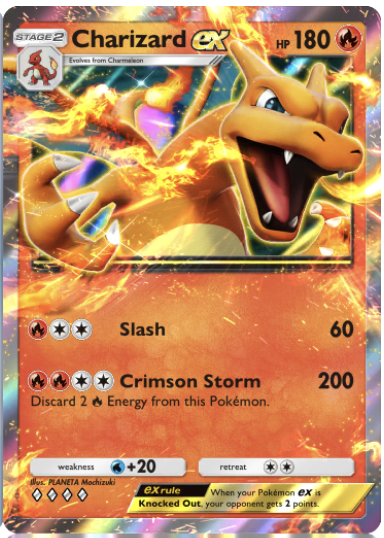 STAGE 2 Charizard ex HP 180
Evolves from Charmeleon
Slash 60
Crimson Storm 200
Discard 2 Energy from this Pokémon.
weakness +20 retreat
Illus. PLANETA Mochizuki
ex rule When your Pokémon ex is
Knocked Out, your opponent gets 2 points.